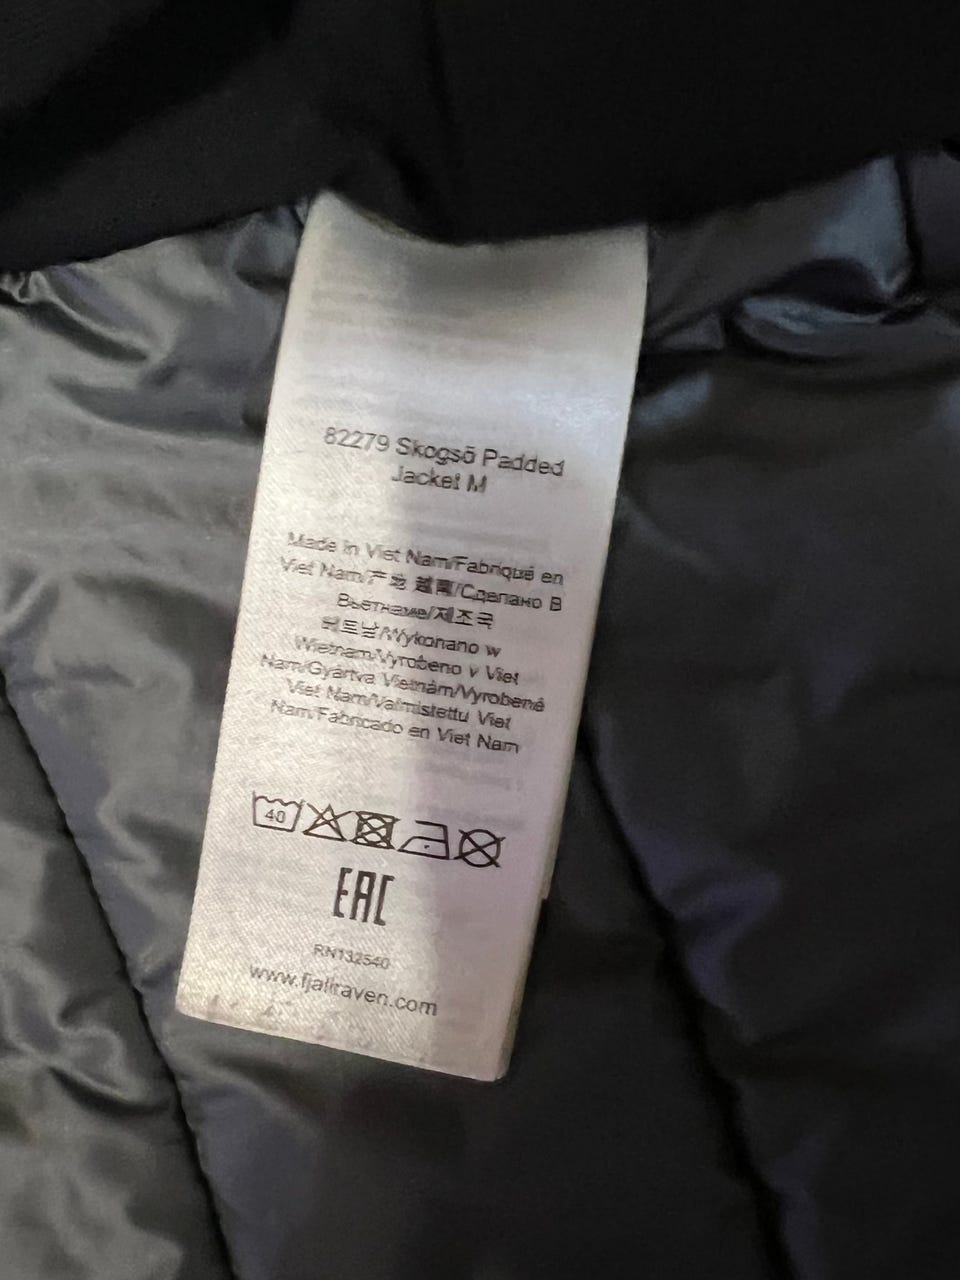 82279 Skogsö Padded
Jacket M
Made in Viet Nam/Fabriqué en
Viet Nam/产地 越南/Сделано В
Вьетнаме/제조국
베트남/Wykonano w
Wietnam/Vyrobeno v Viet
Nam/Gyártva Vietnám/Vyrobené
Viet Nam/Valmistettu Viet
Nam/Fabricado en Viet Nam
40
EAC
RN132540
www.fjallraven.com